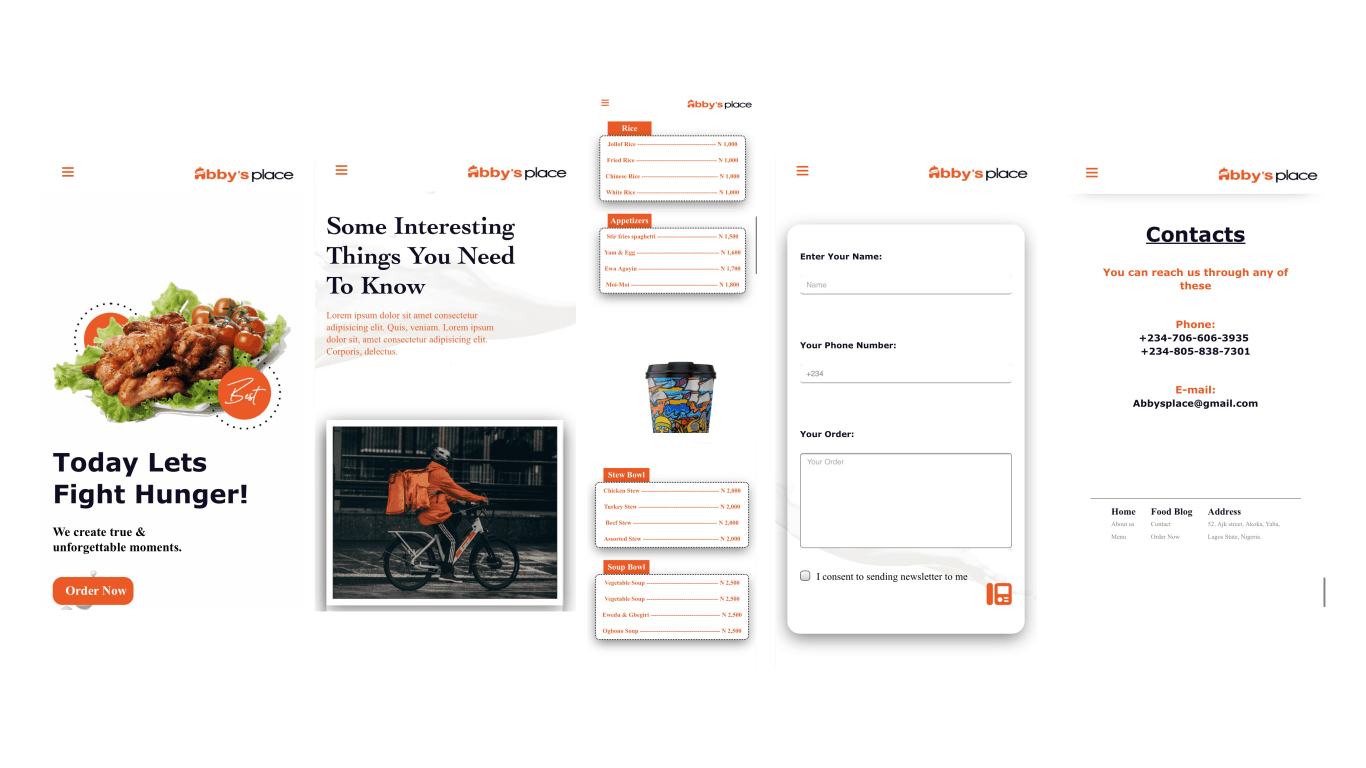 Abby's place
Best
Today Lets
Fight Hunger!
We create true &
unforgettable moments.
Order Now
Abby's place
Some Interesting
Things You Need
To Know
Lorem ipsum dolor sit amet consectetur
adipisicing elit. Quis, veniam. Lorem ipsum
dolor sit, amet consectetur adipisicing elit.
Corporis, delectus.
Abby's place
Rice
Jollof Rice ---------------------------------------- N 1,000
Fried Rice ---------------------------------------- N 1,000
Chinese Rice ---------------------------------------- N 1,000
White Rice ---------------------------------------- N 1,000
Appetizers
Stir fries spaghetti ------------------------------ N 1,500
Yam & Egg ---------------------------------------- N 1,600
Ewa Agoyin ---------------------------------------- N 1,700
Moi-Moi ---------------------------------------- N 1,800
Stew Bowl
Chicken Stew ---------------------------------------- N 2,000
Turkey Stew ---------------------------------------- N 2,000
Beef Stew ---------------------------------------- N 2,000
Assorted Stew ---------------------------------------- N 2,000
Soup Bowl
Vegetable Soup ------------------------------------ N 2,500
Vegetable Soup ------------------------------------ N 2,500
Ewedu & Gbegiri ------------------------------------ N 2,500
Ogbono Soup ---------------------------------------- N 2,500
Abby's place
Enter Your Name:
Name
Your Phone Number:
+234
Your Order:
Your Order
I consent to sending newsletter to me
Abby's place
Contacts
You can reach us through any of
these
Phone:
+234-706-606-3935
+234-805-838-7301
E-mail:
Abbysplace@gmail.com
Home Food Blog Address
About us Contact 52, Ajk street, Akoka, Yaba,
Menu Order Now Lagos State, Nigeria.